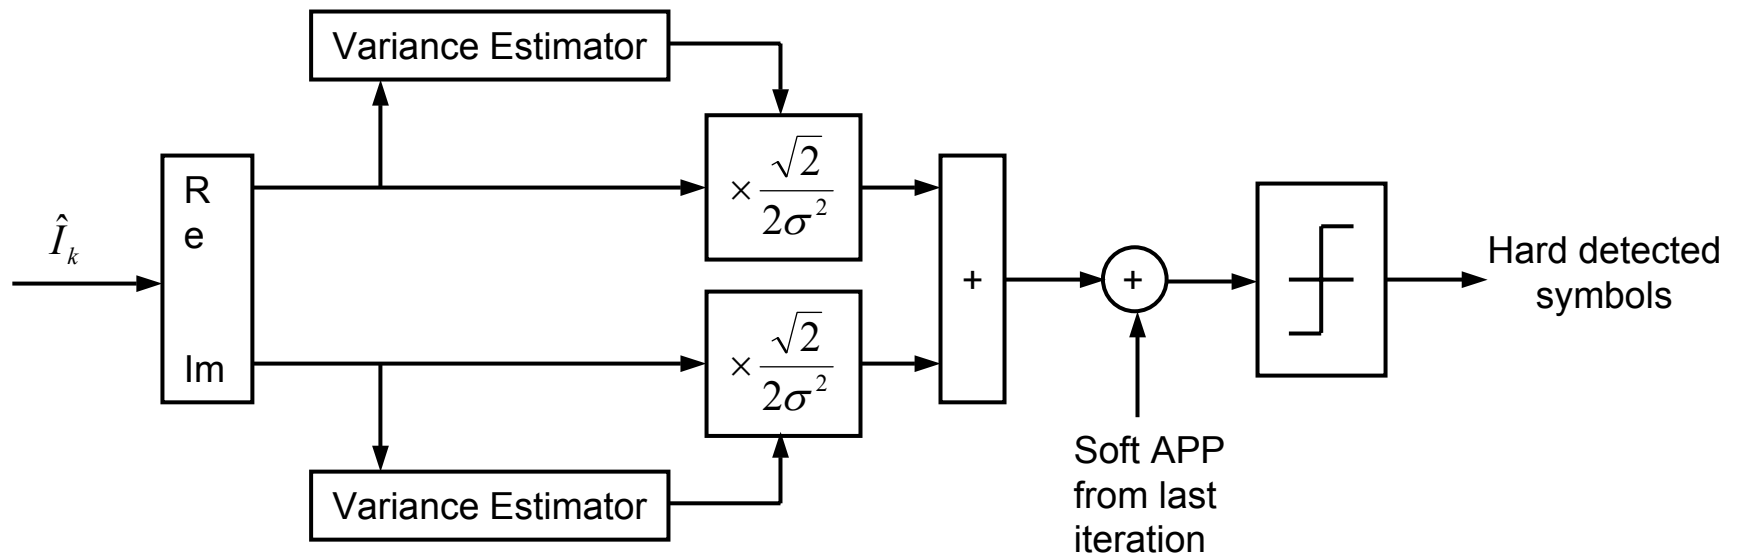 Variance Estimator
R
e
Im
Î_k
× √2 / 2σ²
× √2 / 2σ²
+
+
Hard detected
symbols
Soft APP
from last
iteration
Variance Estimator